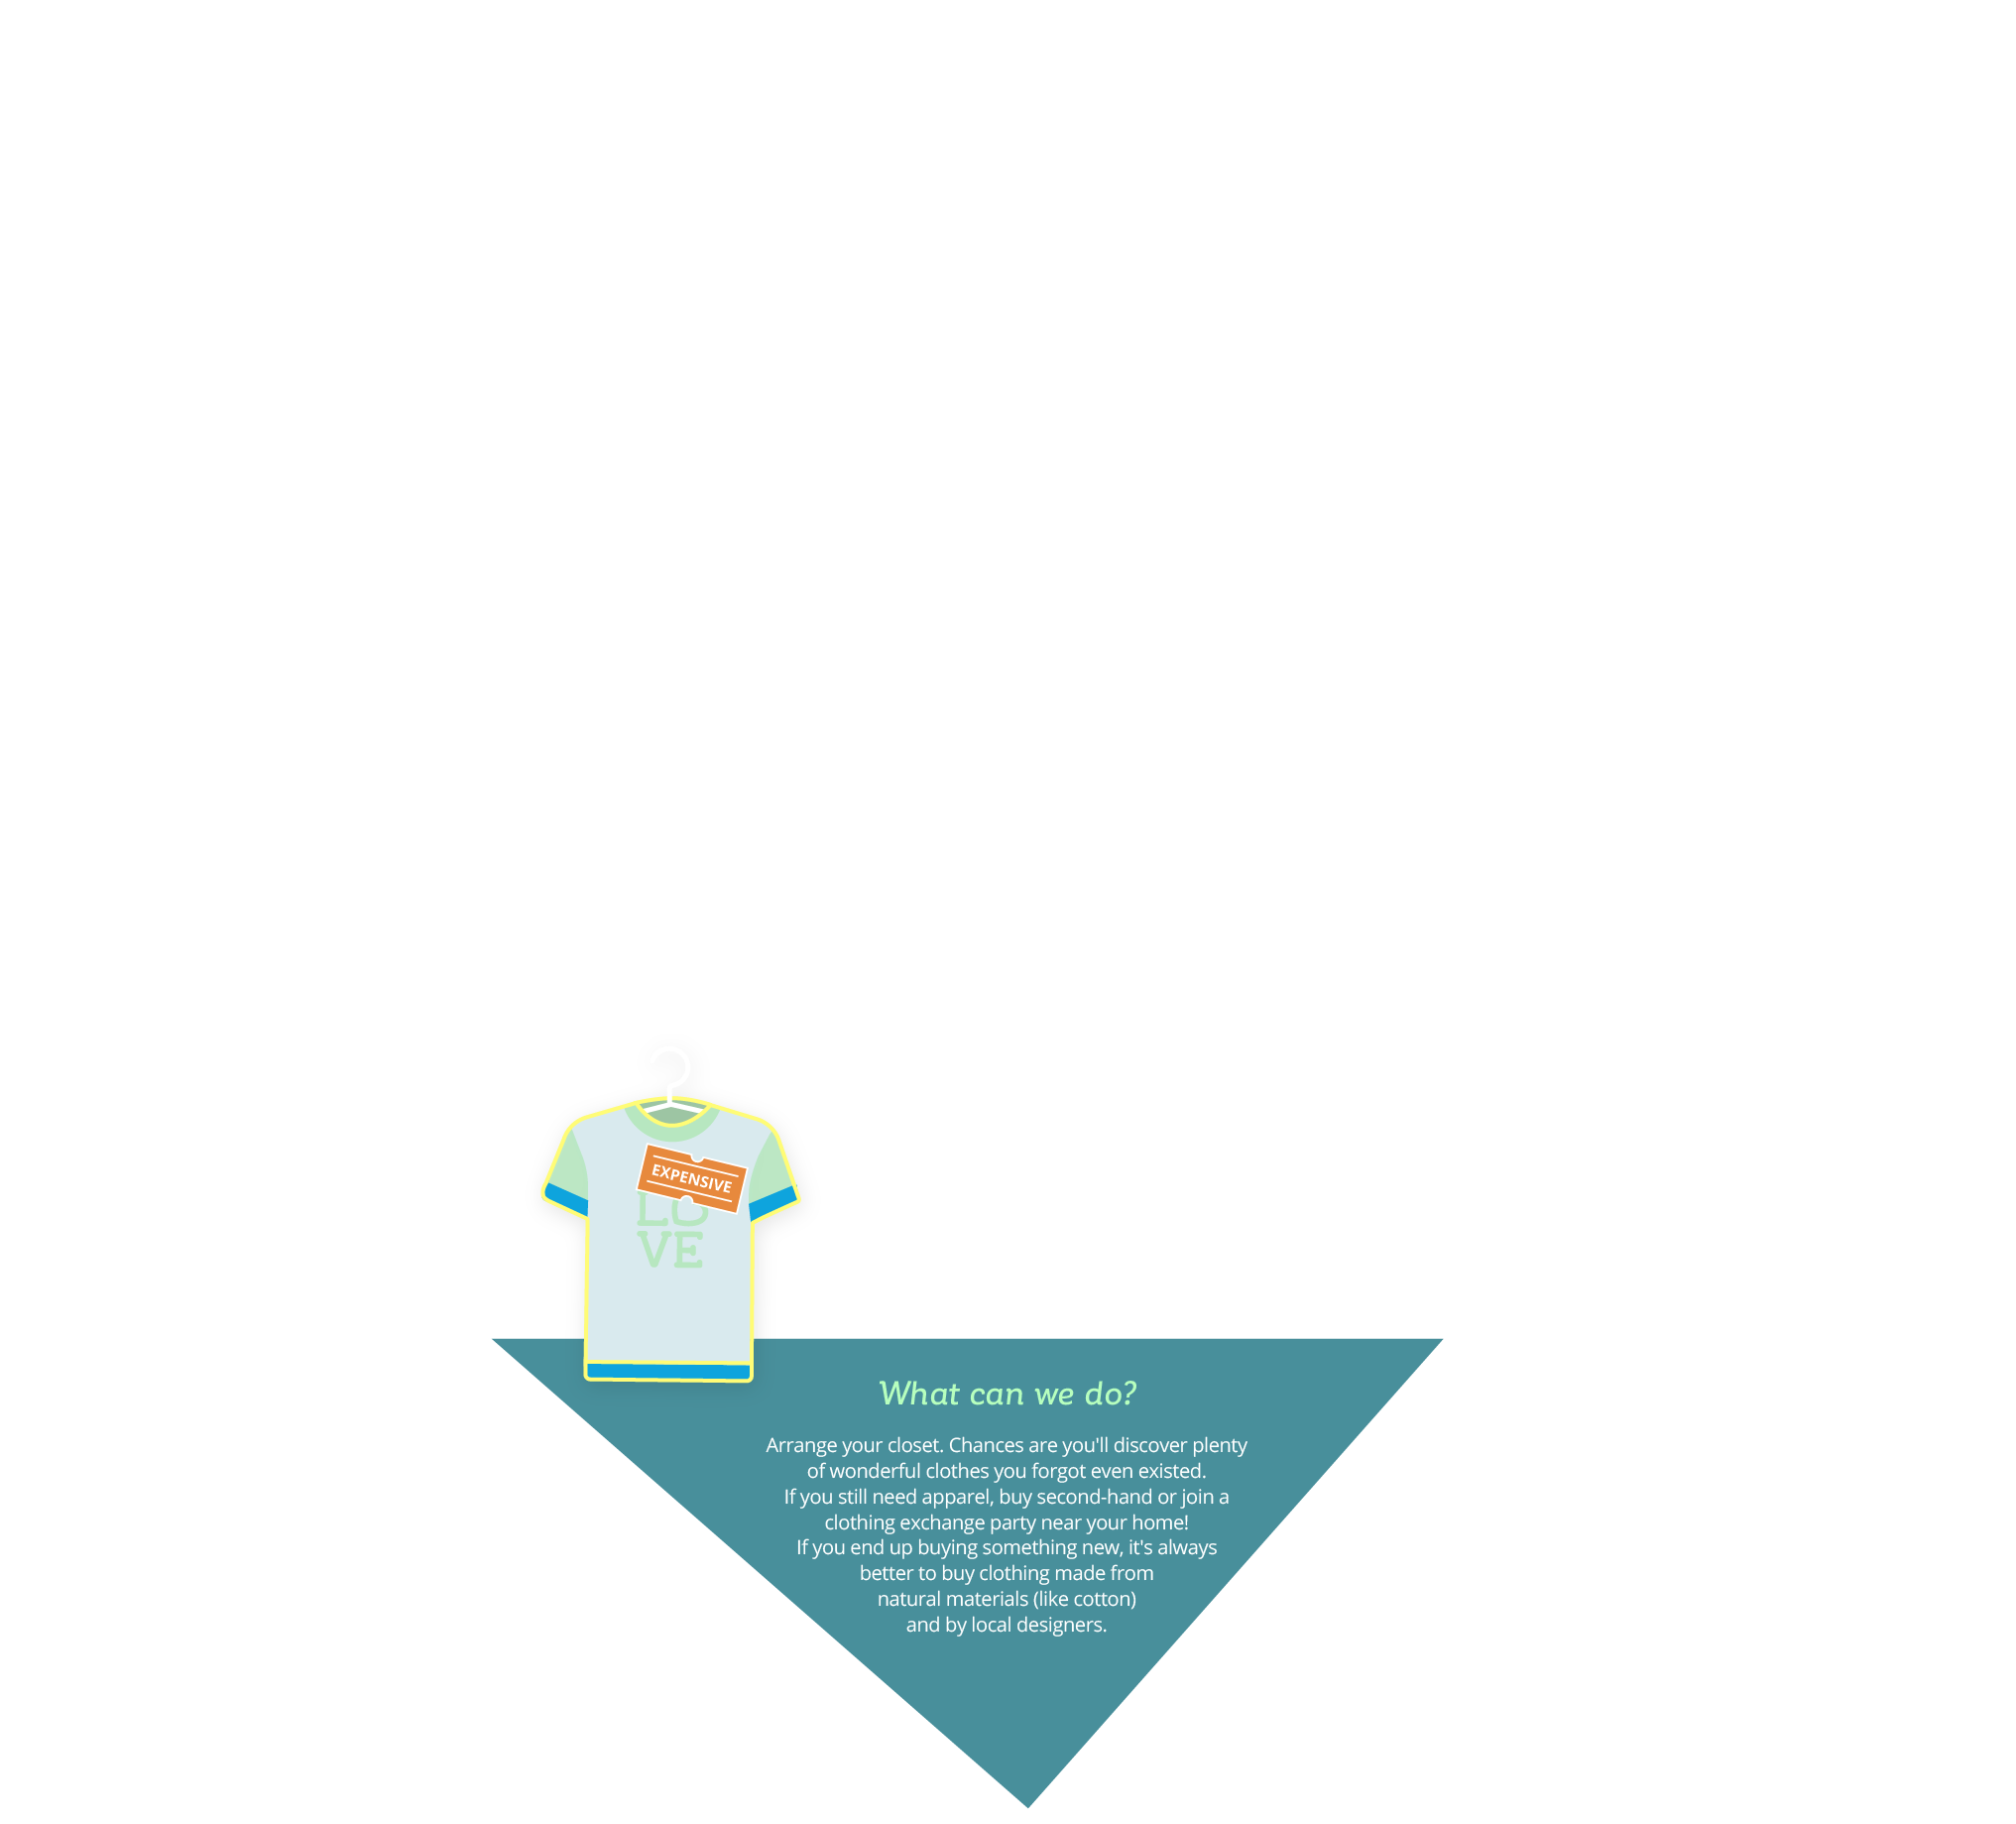 EXPENSIVE
LO
VE
What can we do?
Arrange your closet. Chances are you'll discover plenty
of wonderful clothes you forgot even existed.
If you still need apparel, buy second-hand or join a
clothing exchange party near your home!
If you end up buying something new, it's always
better to buy clothing made from
natural materials (like cotton)
and by local designers.